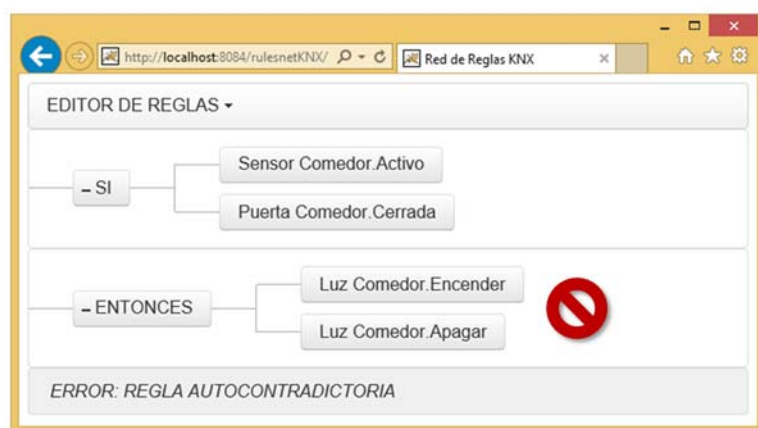 http://localhost:8084/rulesnetKNX/
Red de Reglas KNX
EDITOR DE REGLAS
– SI
Sensor Comedor.Activo
Puerta Comedor.Cerrada
– ENTONCES
Luz Comedor.Encender
Luz Comedor.Apagar
ERROR: REGLA AUTOCONTRADICTORIA